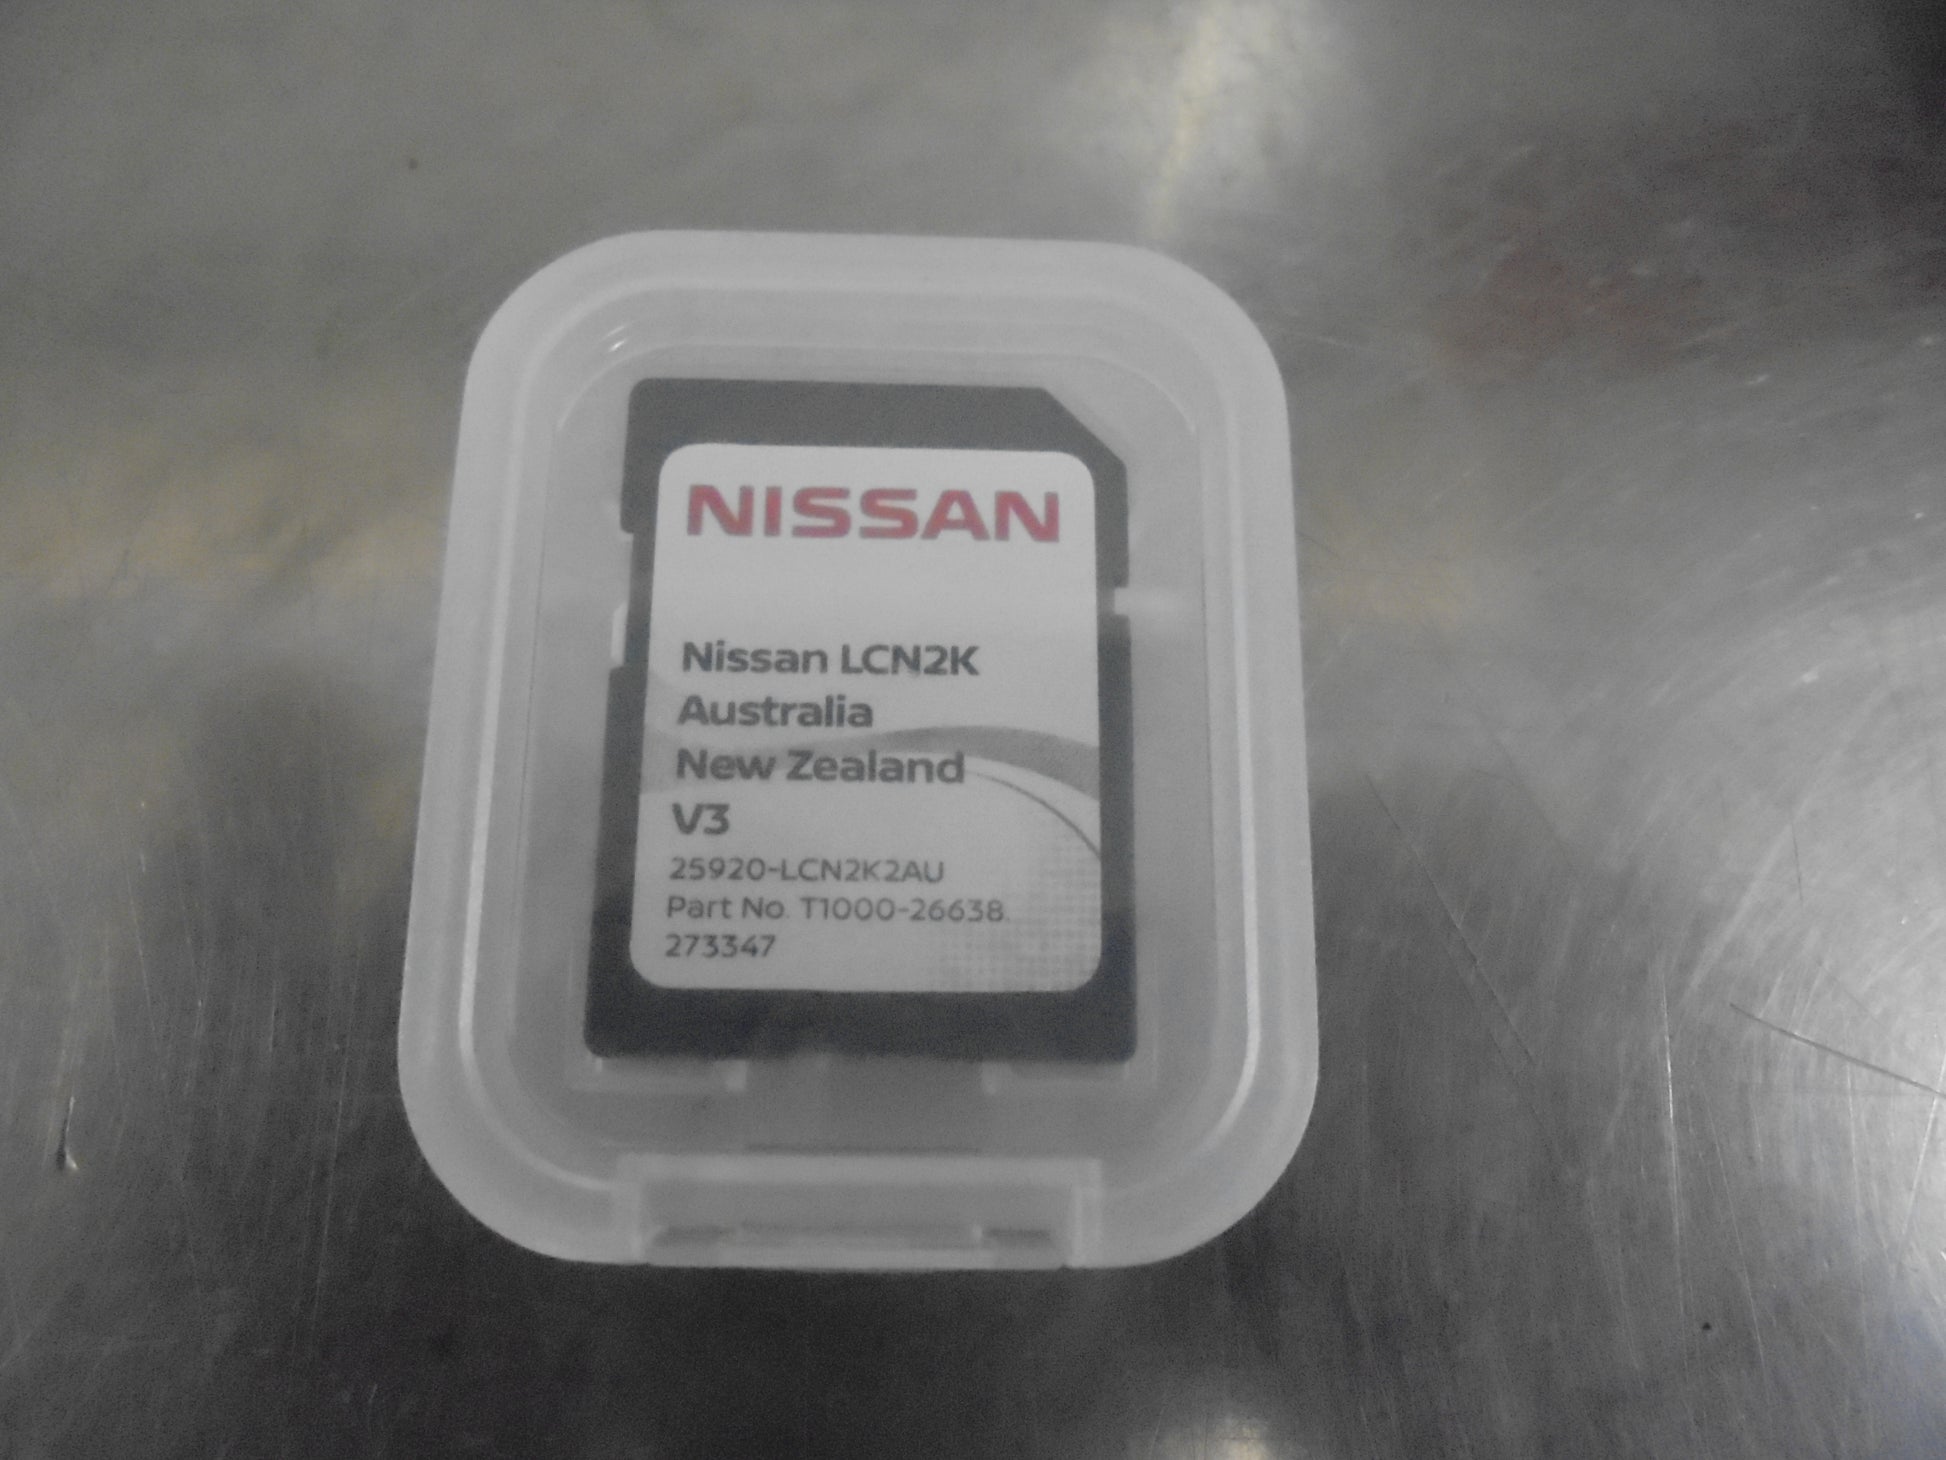 NISSAN
Nissan LCN2K
Australia
New Zealand
V3
25920-LCN2K2AU
Part No. T1000-26638.
273347